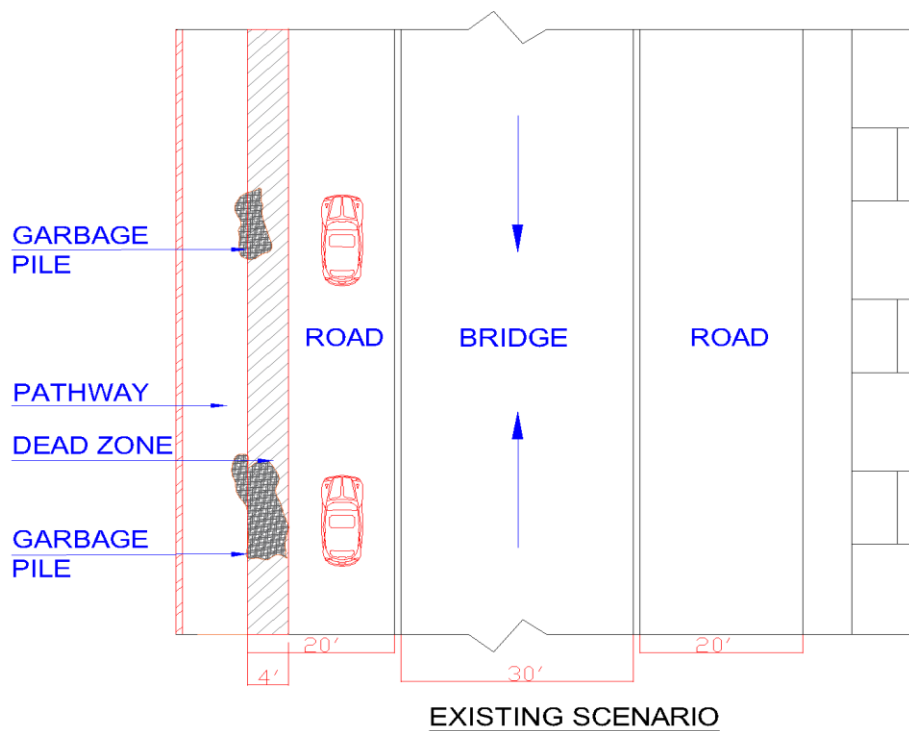 GARBAGE
PILE
ROAD
BRIDGE
ROAD
PATHWAY
DEAD ZONE
GARBAGE
PILE
20'
4'
30'
20'
EXISTING SCENARIO